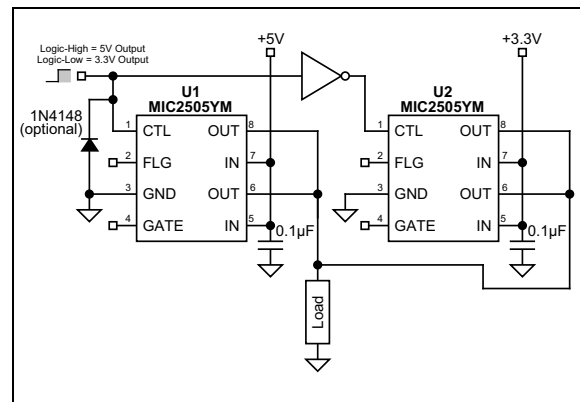 Logic-High = 5V Output
Logic-Low = 3.3V Output
+5V
+3.3V
U1
MIC2505YM
U2
MIC2505YM
1N4148
(optional)
1 CTL OUT 8
2 FLG IN 7
3 GND OUT 6
4 GATE IN 5
0.1µF
1 CTL OUT 8
2 FLG IN 7
3 GND OUT 6
4 GATE IN 5
0.1µF
Load